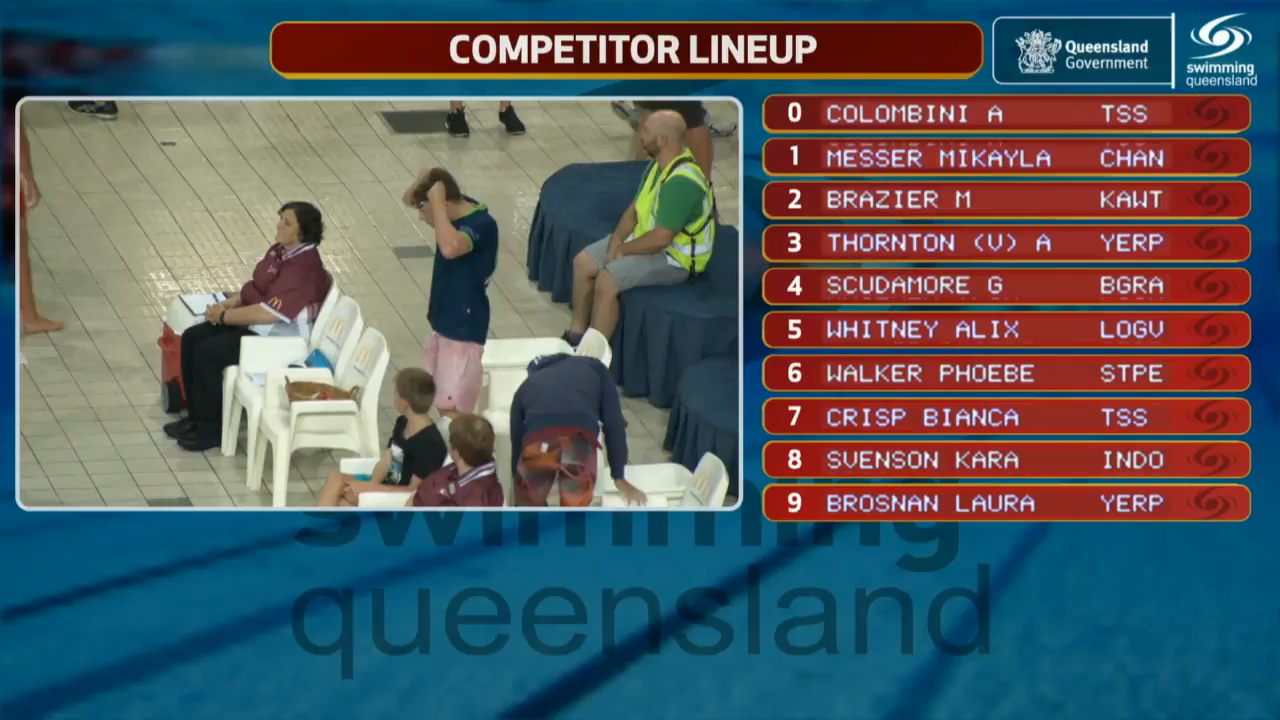 COMPETITOR LINEUP
Queensland
Government
swimming
queensland
0 COLOMBINI A TSS
1 MESSER MIKAYLA CHAN
2 BRAZIER M KAWT
3 THORNTON (V) A YERP
4 SCUDAMORE G BGRA
5 WHITNEY ALIX LOGV
6 WALKER PHOEBE STPE
7 CRISP BIANCA TSS
8 SVENSON KARA INDO
9 BROSNAN LAURA YERP
swimming
queensland